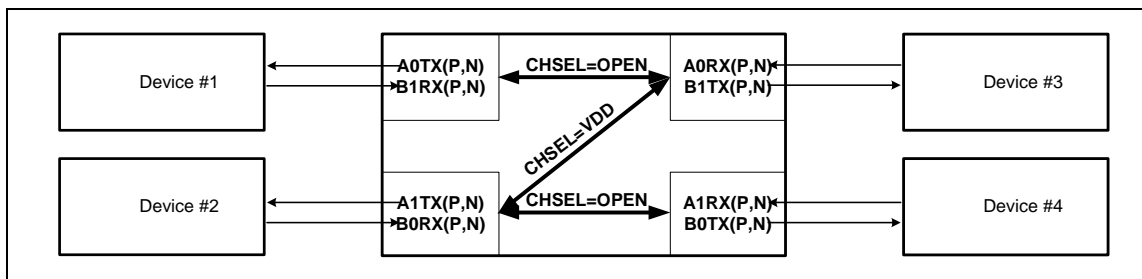 Device #1
A0TX(P,N)
B1RX(P,N)
CHSEL=OPEN
A0RX(P,N)
B1TX(P,N)
Device #3
CHSEL=VDD
Device #2
A1TX(P,N)
B0RX(P,N)
CHSEL=OPEN
A1RX(P,N)
B0TX(P,N)
Device #4